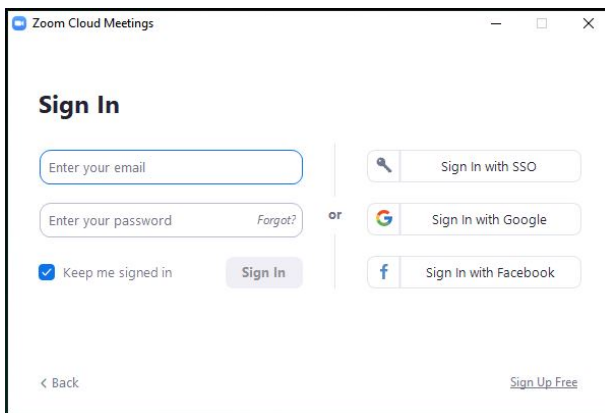 Zoom Cloud Meetings
Sign In
Enter your email
Enter your password Forgot?
Keep me signed in Sign In
or
Sign In with SSO
Sign In with Google
Sign In with Facebook
< Back
Sign Up Free